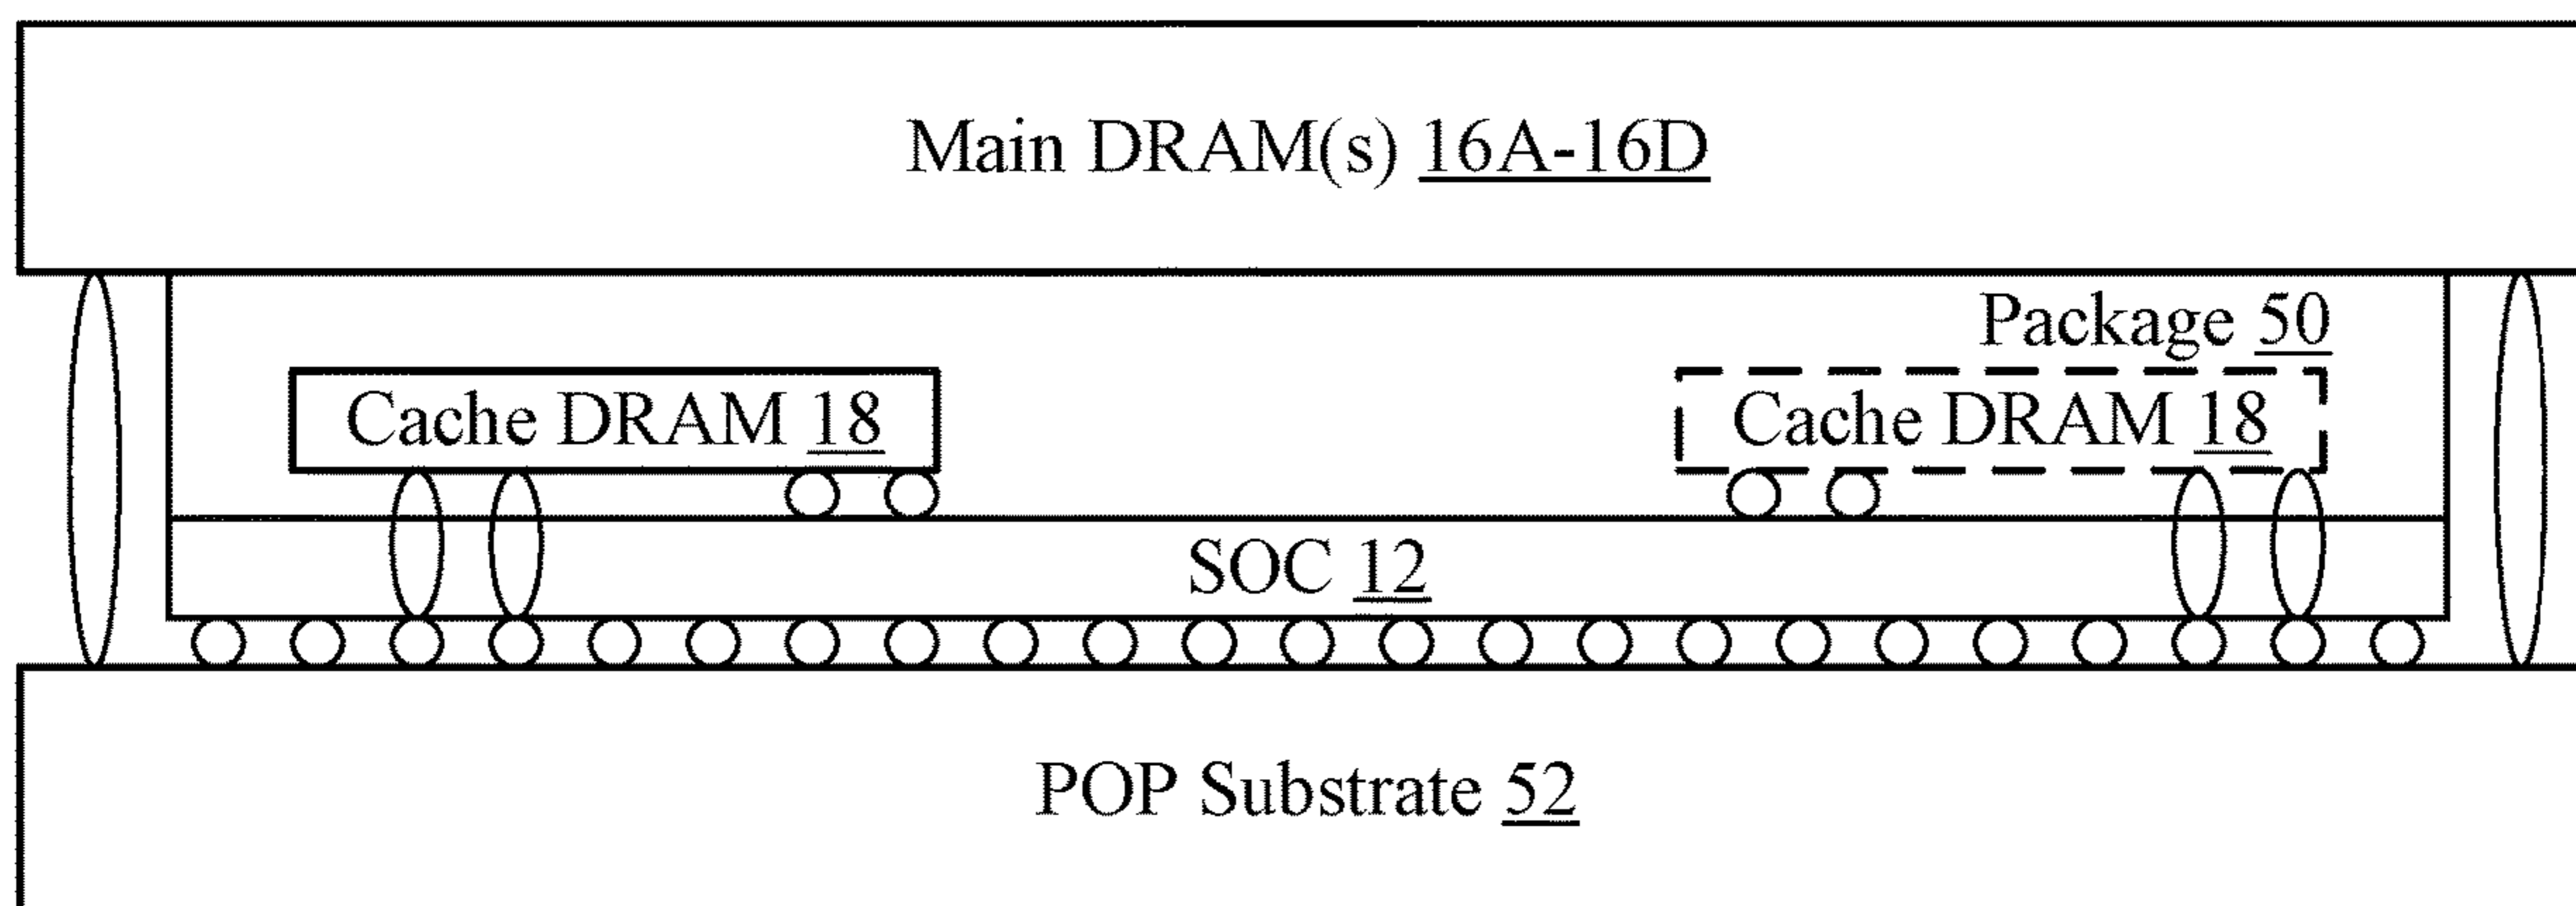 Main DRAM(s) 16A-16D
Package 50
Cache DRAM 18
Cache DRAM 18
SOC 12
POP Substrate 52